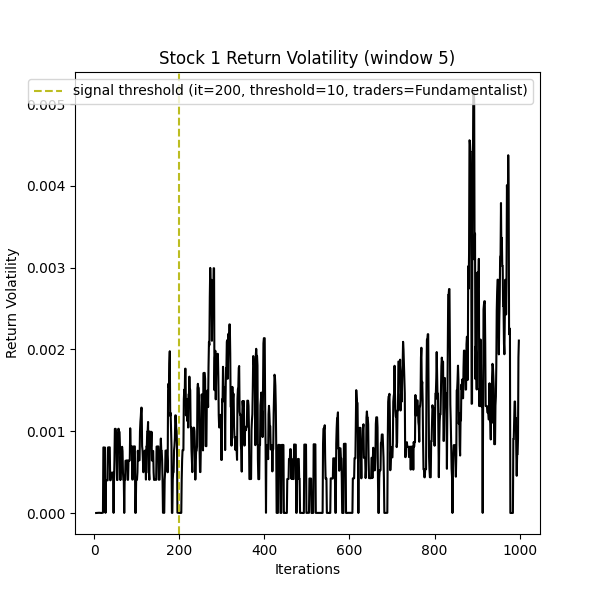 Stock 1 Return Volatility (window 5)
signal threshold (it=200, threshold=10, traders=Fundamentalist)
0.005
0.004
0.003
0.002
0.001
0.000
Return Volatility
0 200 400 600 800 1000
Iterations